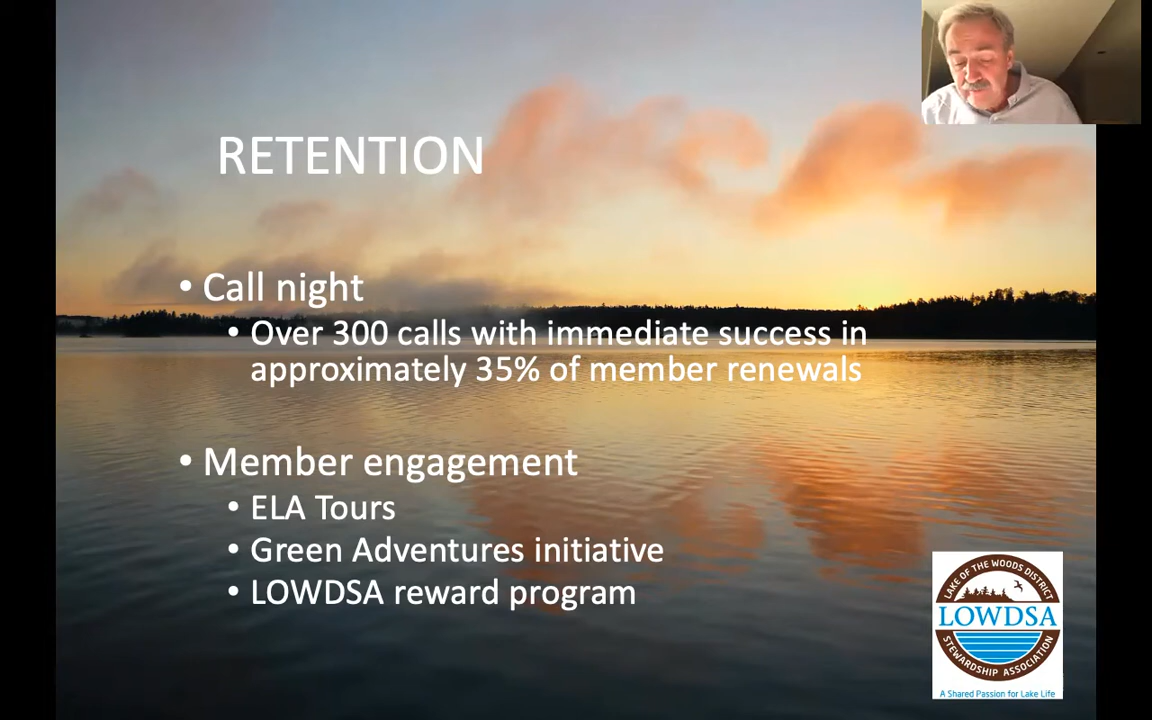 RETENTION
• Call night
• Over 300 calls with immediate success in
approximately 35% of member renewals
• Member engagement
• ELA Tours
• Green Adventures initiative
• LOWDSA reward program
LAKE OF THE WOODS DISTRICT
LOWDSA
STEWARDSHIP ASSOCIATION
A Shared Passion for Lake Life